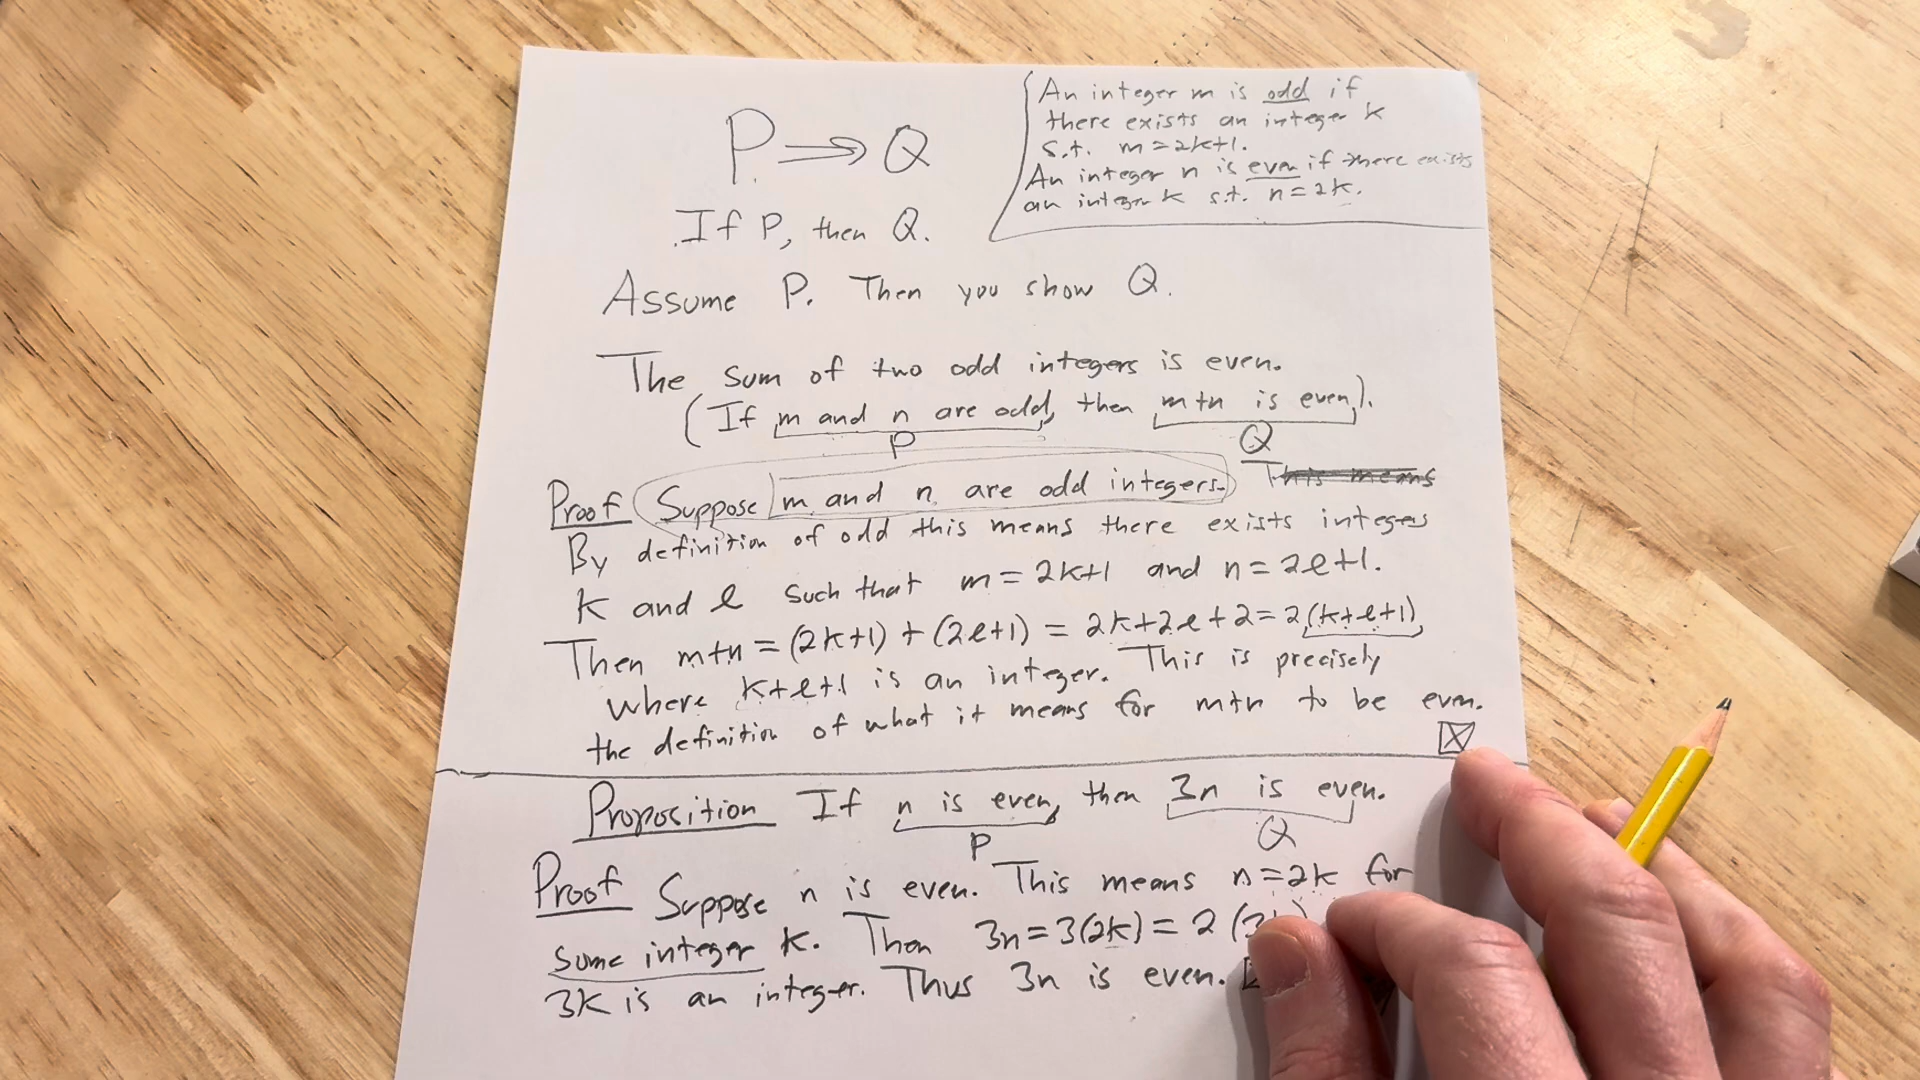 P ⇒ Q
If P, then Q.
An integer m is odd if
there exists an integer k
s.t. m=2k+1.
An integer n is even if there exists
an integer k s.t. n=2k.
Assume P. Then you show Q.
The sum of two odd integers is even.
(If m and n are odd, then m+n is even).
P Q
Proof Suppose m and n are odd integers. This means
By definition of odd this means there exists integers
k and ℓ such that m = 2k+1 and n = 2ℓ+1.
Then m+n = (2k+1) + (2ℓ+1) = 2k+2ℓ+2 = 2(k+ℓ+1)
where k+ℓ+1 is an integer. This is precisely
the definition of what it means for m+n to be even.
Proposition If n is even, then 3n is even.
P Q
Proof Suppose n is even. This means n=2k for
some integer k. Then 3n = 3(2k) = 2
3k is an integer. Thus 3n is even.